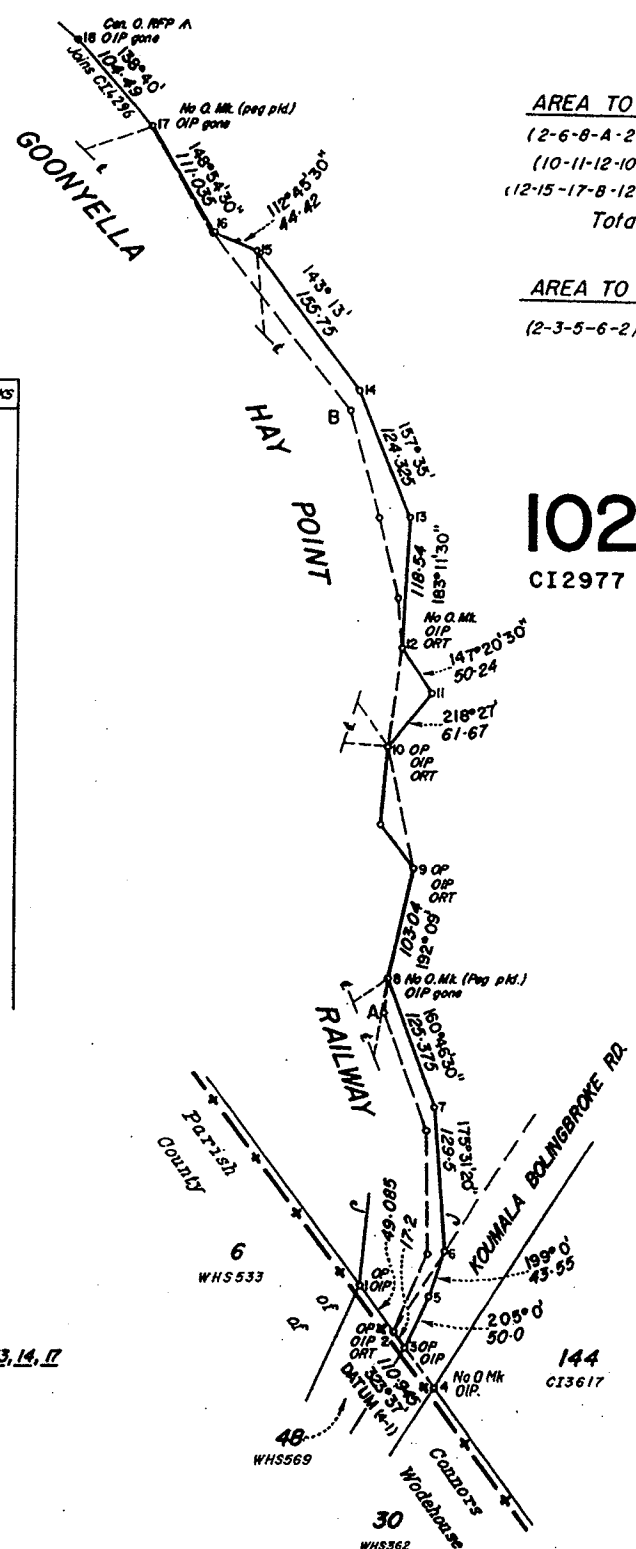 Cen. O. RFP
18 OIP gone
138°40'
104·49
Joins CI4296
No O. Mk. (peg pld.)
17 OIP gone
GOONYELLA
148°54'30"
111·035
112°45'30"
44·42
16
15
AREA TO
(2-6-8-A-2
(10-11-12-10
(12-15-17-B-12
Tota
AREA TO
(2-3-5-6-2)
KS
143°13'
155·75
14
B
HAY
POINT
157°35'
124·325
13
102
CI2977
118·54
183°11'30"
No O. Mk.
OIP
12 ORT
147°20'30"
50·24
11
218°27'
61·67
10 OP
OIP
ORT
9 OP
OIP
ORT
103·04
192°09'
8 No O. Mk. (Peg pld.)
OIP gone
A
RAILWAY
160°46'30"
125·375
7
175°31'20"
129·5
KOUMALA BOLINGBROKE RD.
Parish
County
49·085
17·2
6
WHS533
6
199°0'
43·55
1 OP
OIP
of
of
5
205°0'
50·0
OP
OIP 2
ORT
3 OP
OIP
3,14,17
110·945
323°37'
DATUM (4-1)
4 No O Mk
OIP.
144
CI3617
48
WHS569
Connors
Wodehouse
30
WHS362